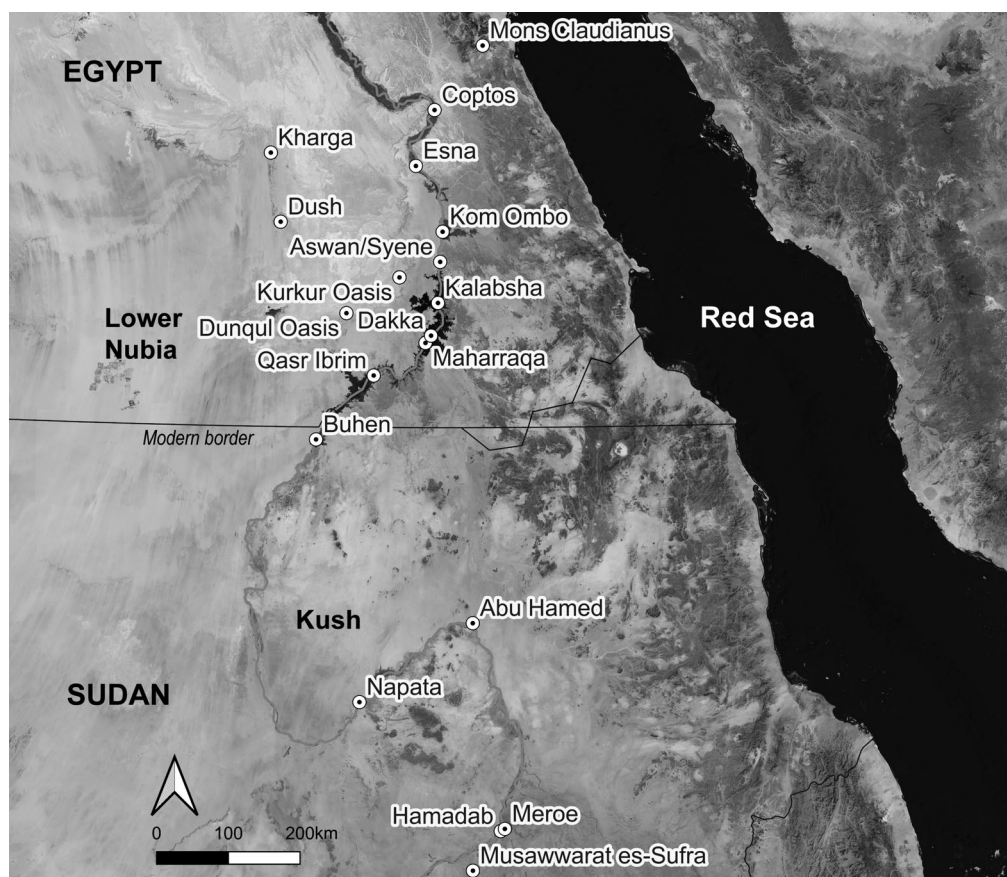 Mons Claudianus
EGYPT
Coptos
Kharga
Esna
Dush
Kom Ombo
Aswan/Syene
Kurkur Oasis
Kalabsha
Lower
Nubia
Red Sea
Dunqul Oasis
Dakka
Qasr Ibrim
Maharraqa
Buhen
Modern border
Abu Hamed
Kush
Napata
SUDAN
Hamadab
Meroe
0 100 200km
Musawwarat es-Sufra